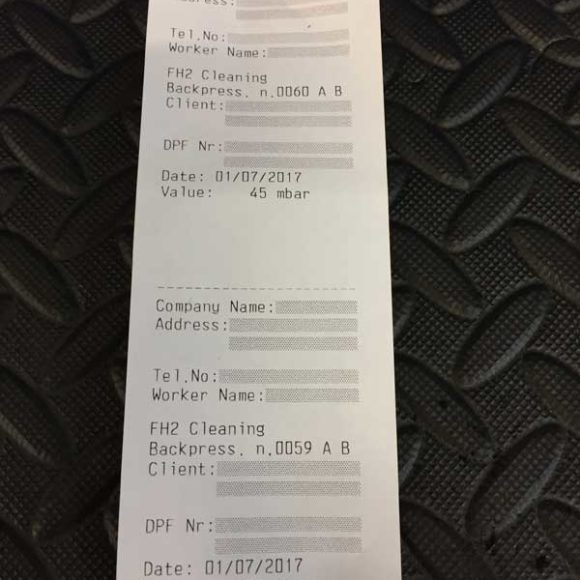 Tel.No:
Worker Name:
FH2 Cleaning
Backpress. n.0060 A B
Client:
DPF Nr:
Date: 01/07/2017
Value: 45 mbar
Company Name:
Address:
Tel.No:
Worker Name:
FH2 Cleaning
Backpress. n.0059 A B
Client:
DPF Nr:
Date: 01/07/2017